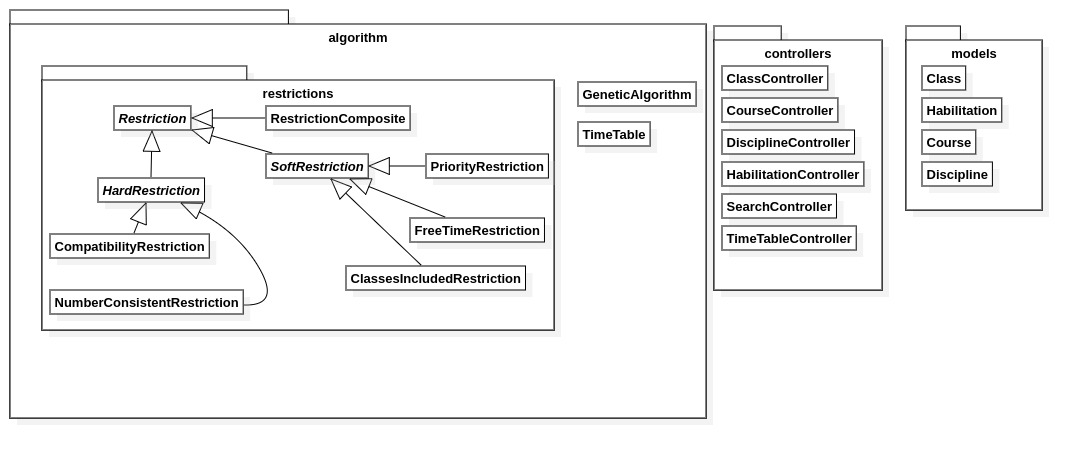 algorithm
restrictions
Restriction
RestrictionComposite
SoftRestriction
PriorityRestriction
HardRestriction
FreeTimeRestriction
CompatibilityRestriction
ClassesIncludedRestriction
NumberConsistentRestriction
GeneticAlgorithm
TimeTable
controllers
ClassController
CourseController
DisciplineController
HabilitationController
SearchController
TimeTableController
models
Class
Habilitation
Course
Discipline